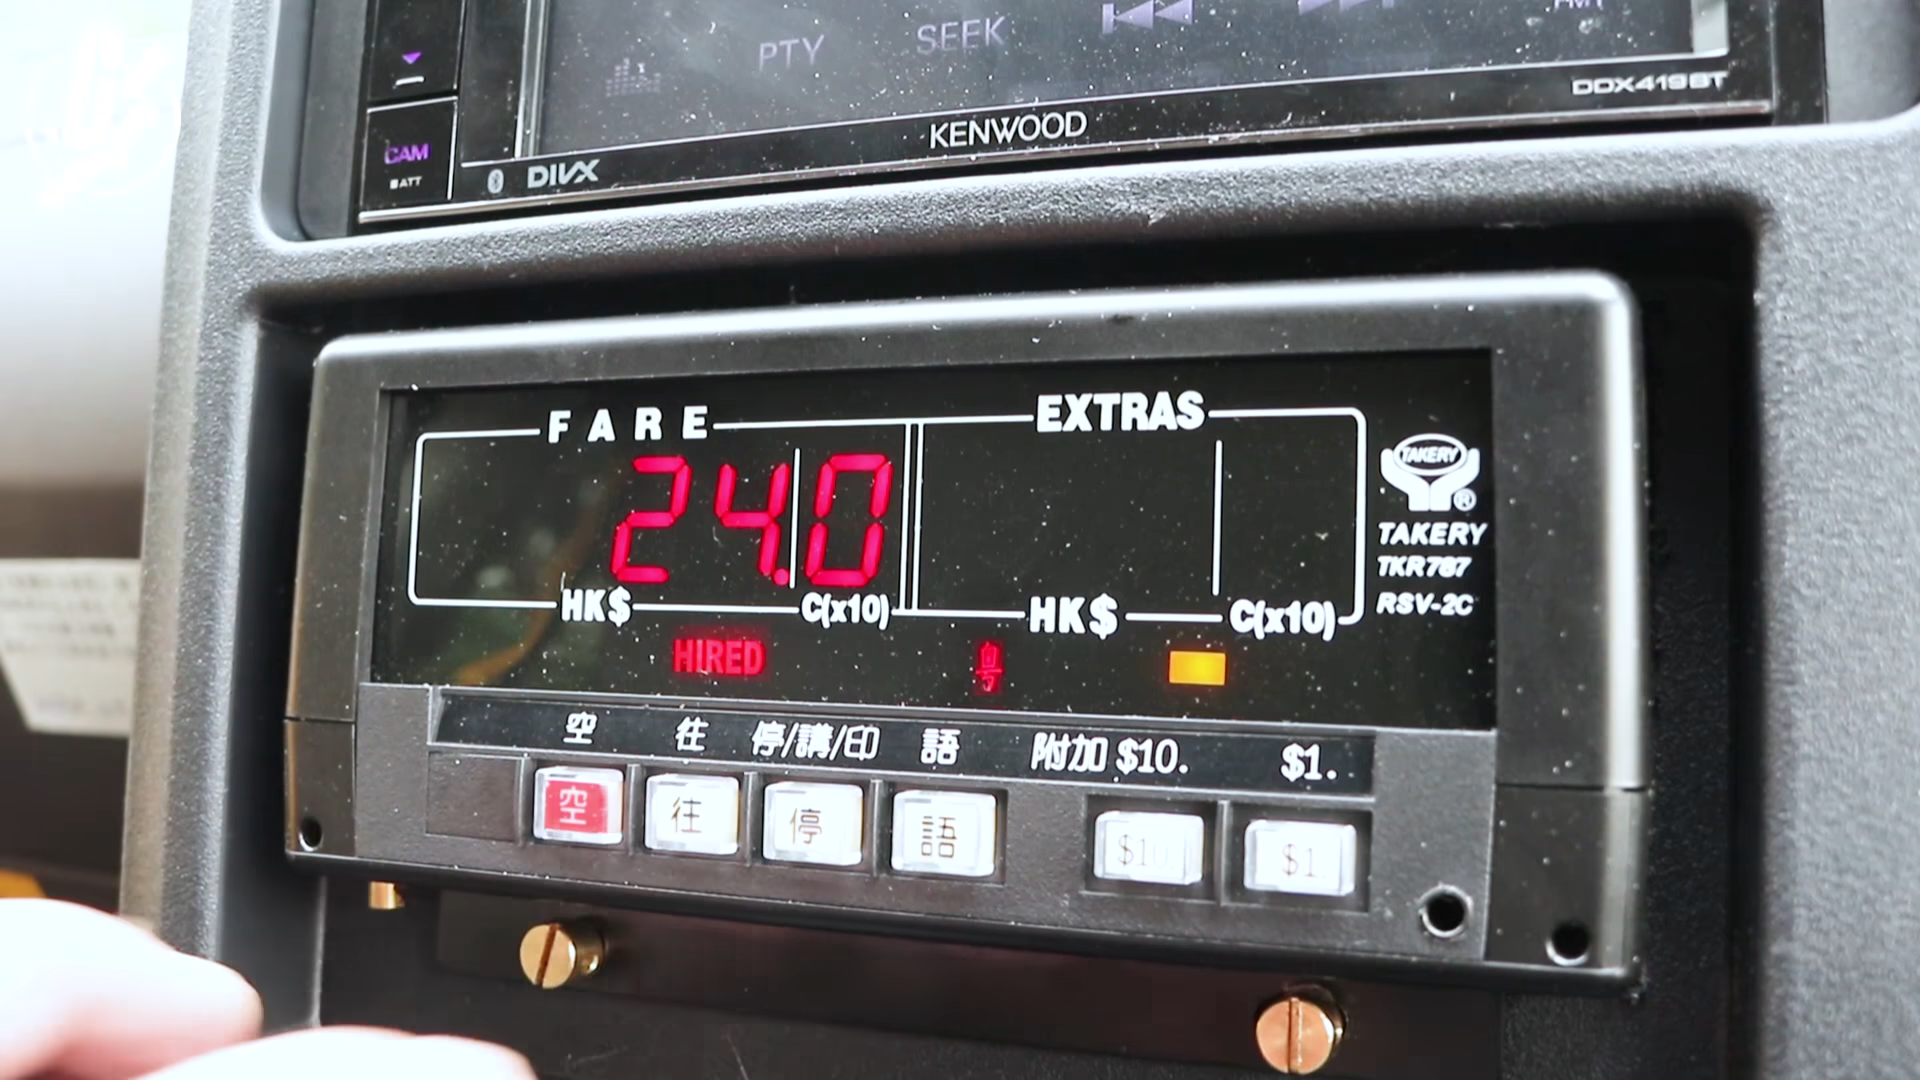 PTY SEEK
DDX419BT
KENWOOD
CAM
BATT
DIVX
FARE EXTRAS
24.0
TAKERY
TAKERY
TKR787
RSV-2C
HK$ C(x10) HK$ C(x10)
HIRED 粵
空 往 停/講/印 語 附加 $10. $1.
空 往 停 語 $10 $1.